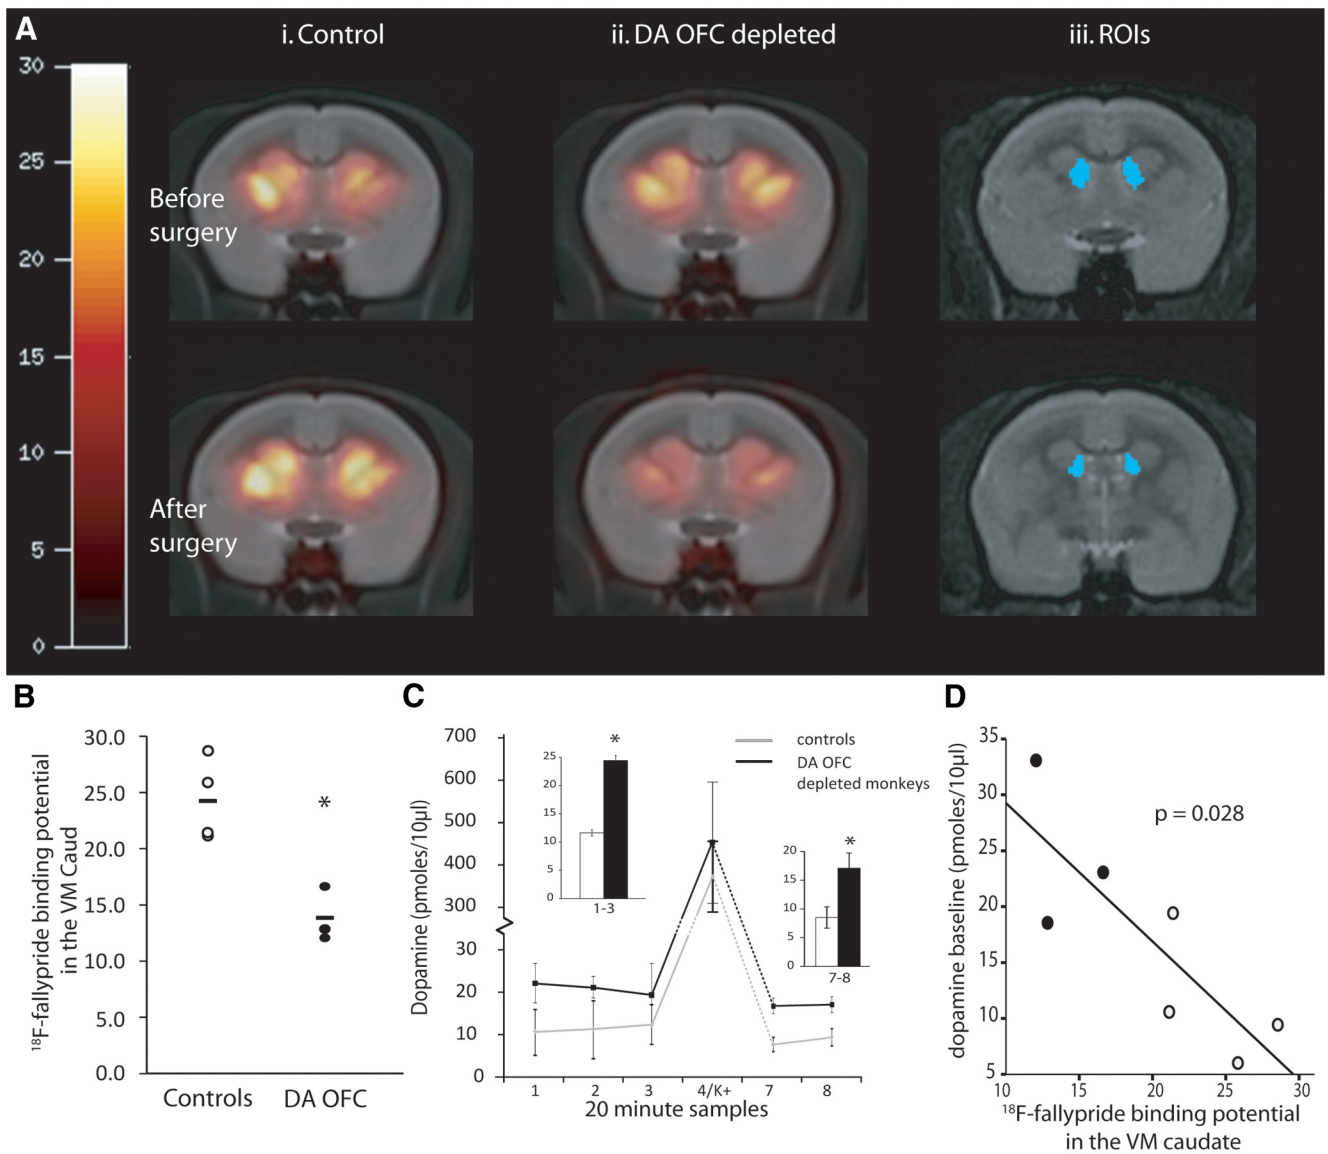 A
i. Control
ii. DA OFC depleted
iii. ROIs
30
25
20
15
10
5
0
Before
surgery
After
surgery
B
18F-fallypride binding potential
in the VM Caud
30.0
25.0
20.0
15.0
10.0
5.0
0.0
*
Controls
DA OFC
C
Dopamine (pmoles/10μl)
700
600
500
400
300
30
20
10
0
25
20
15
10
5
0
*
1-3
controls
DA OFC
depleted monkeys
20
15
10
5
0
*
7-8
1 2 3 4/K+ 7 8
20 minute samples
D
dopamine baseline (pmoles/10μl)
35
30
25
20
15
10
5
p = 0.028
10 15 20 25 30
18F-fallypride binding potential
in the VM caudate